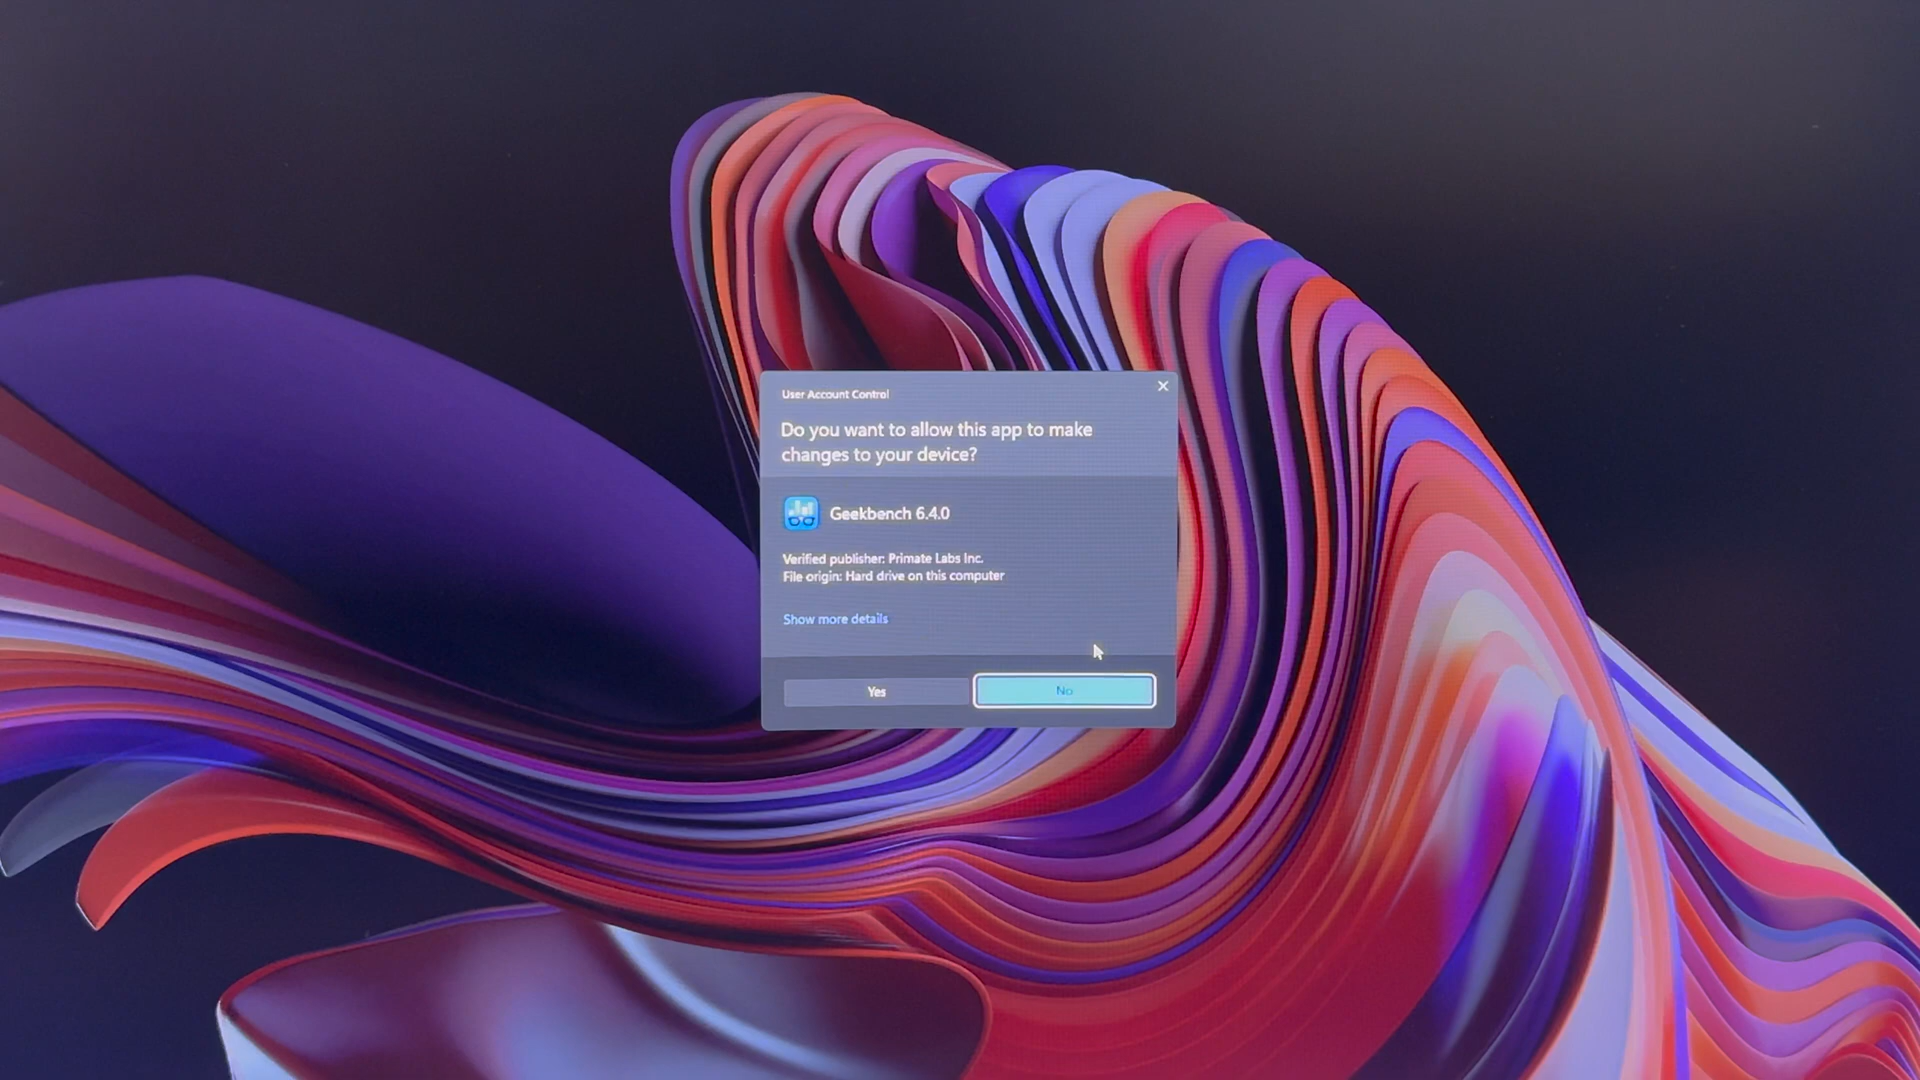 User Account Control
Do you want to allow this app to make
changes to your device?
Geekbench 6.4.0
Verified publisher: Primate Labs Inc.
File origin: Hard drive on this computer
Show more details
Yes
No